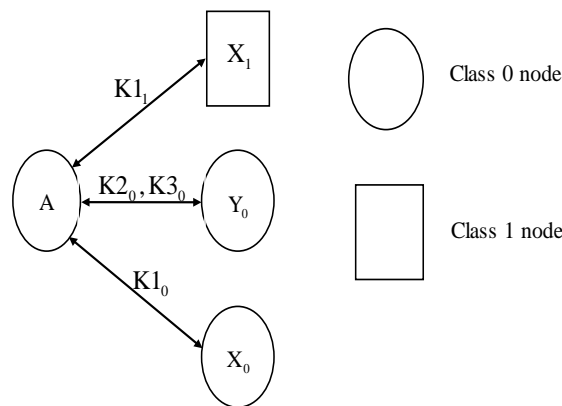 X₁
Class 0 node
K1₁
K2₀, K3₀
A
Y₀
Class 1 node
K1₀
X₀